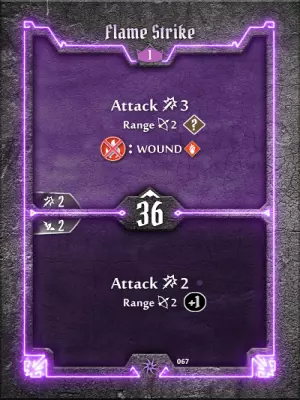 Flame Strike
1
Attack 3
Range 2 ?
: WOUND
2
36
2
Attack 2
Range 2 +1
067